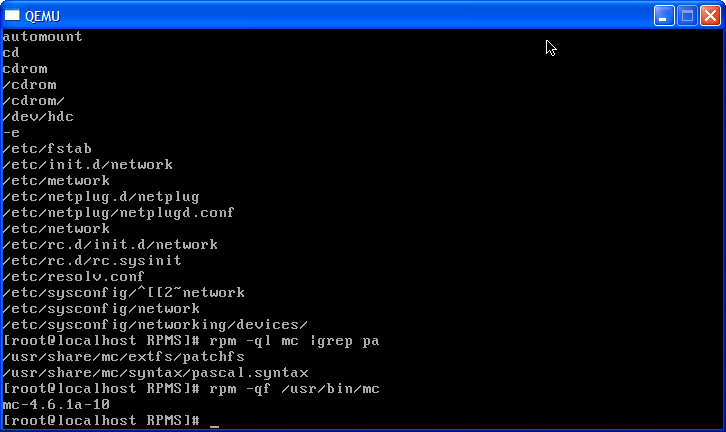 QEMU
automount
cd
cdrom
/cdrom
/cdrom/
/dev/hdc
-e
/etc/fstab
/etc/init.d/network
/etc/metwork
/etc/netplug.d/netplug
/etc/netplug/netplugd.conf
/etc/network
/etc/rc.d/init.d/network
/etc/rc.d/rc.sysinit
/etc/resolv.conf
/etc/sysconfig/^[[2~network
/etc/sysconfig/network
/etc/sysconfig/networking/devices/
[root@localhost RPMS]# rpm -ql mc |grep pa
/usr/share/mc/extfs/patchfs
/usr/share/mc/syntax/pascal.syntax
[root@localhost RPMS]# rpm -qf /usr/bin/mc
mc-4.6.1a-10
[root@localhost RPMS]# _